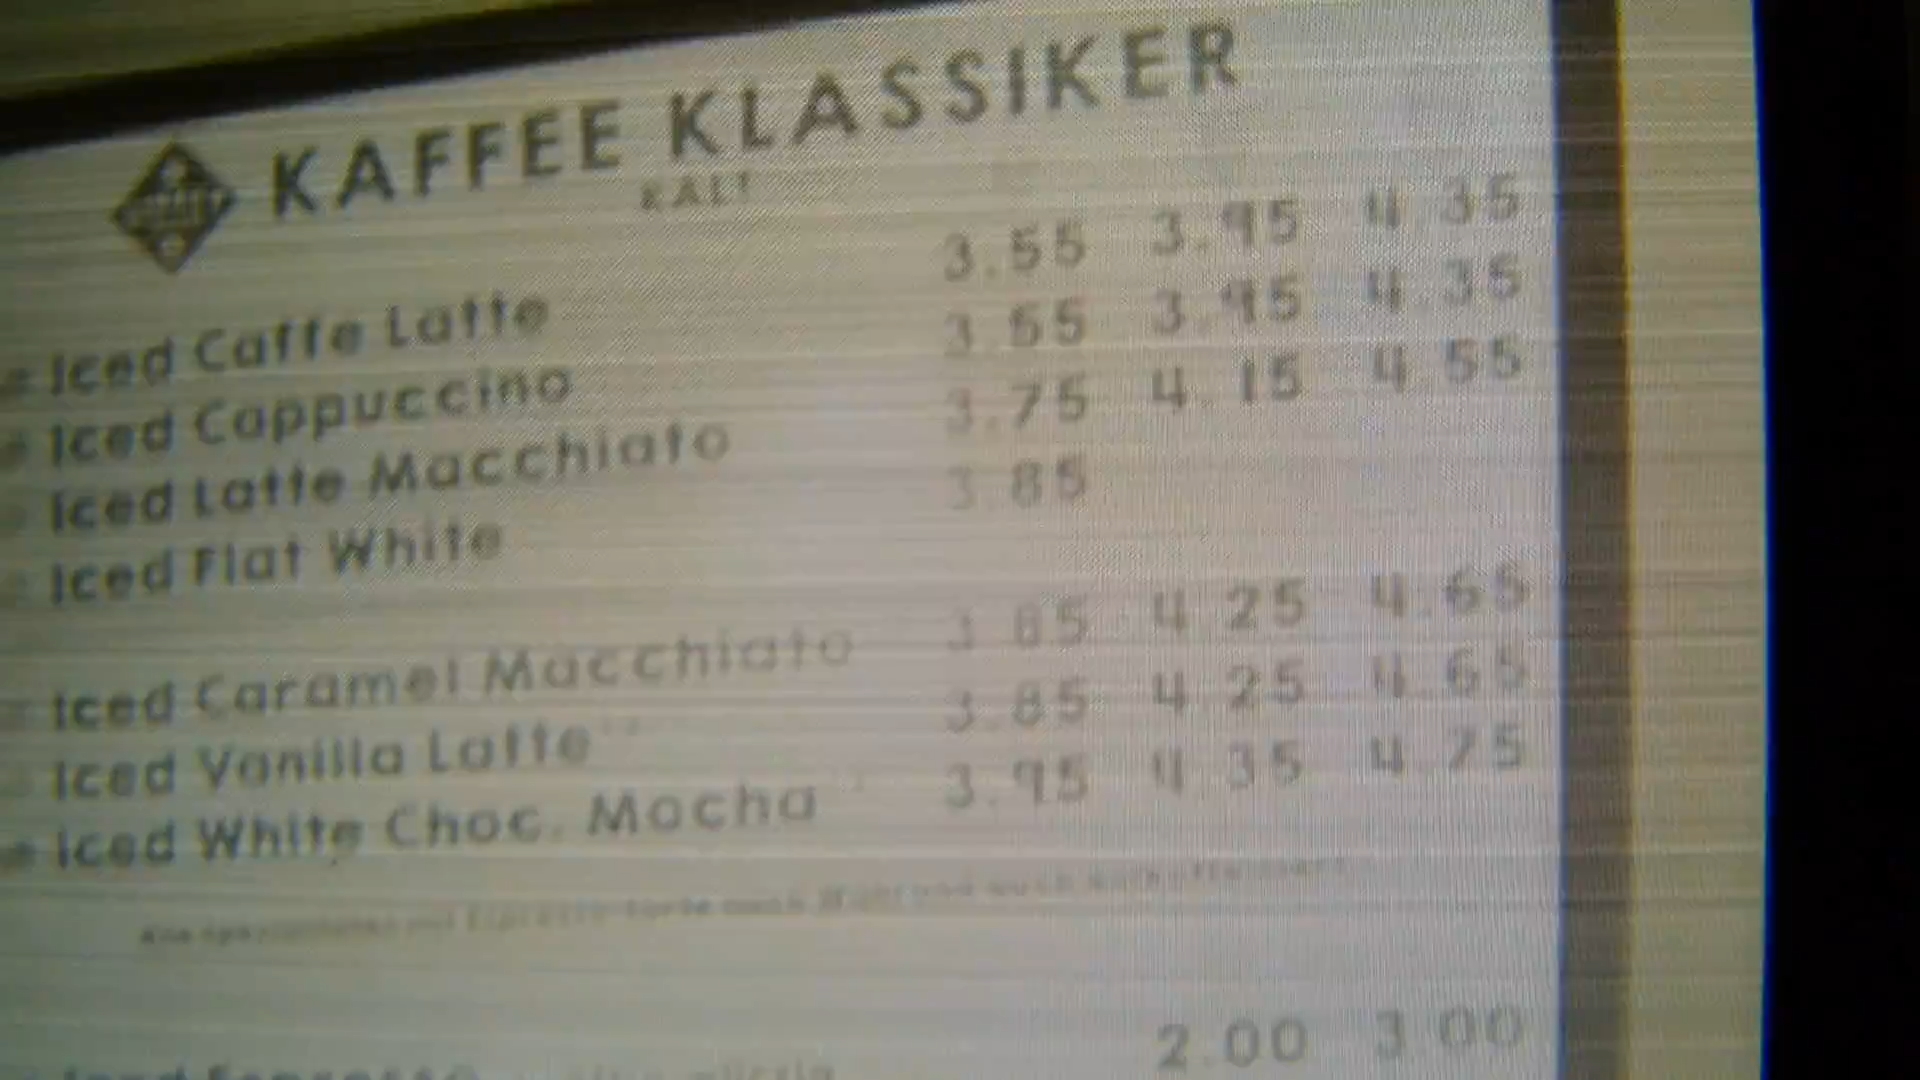 KAFFEE KLASSIKER
KALT
Iced Caffe Latte 3.55 3.95 4.35
Iced Cappuccino 3.55 3.95 4.35
Iced Latte Macchiato 3.75 4.15 4.55
Iced Flat White 3.85
Iced Caramel Macchiato 3.85 4.25 4.65
Iced Vanilla Latte 3.85 4.25 4.65
Iced White Choc. Mocha 3.95 4.35 4.75
Iced Espresso 2.00 3.00